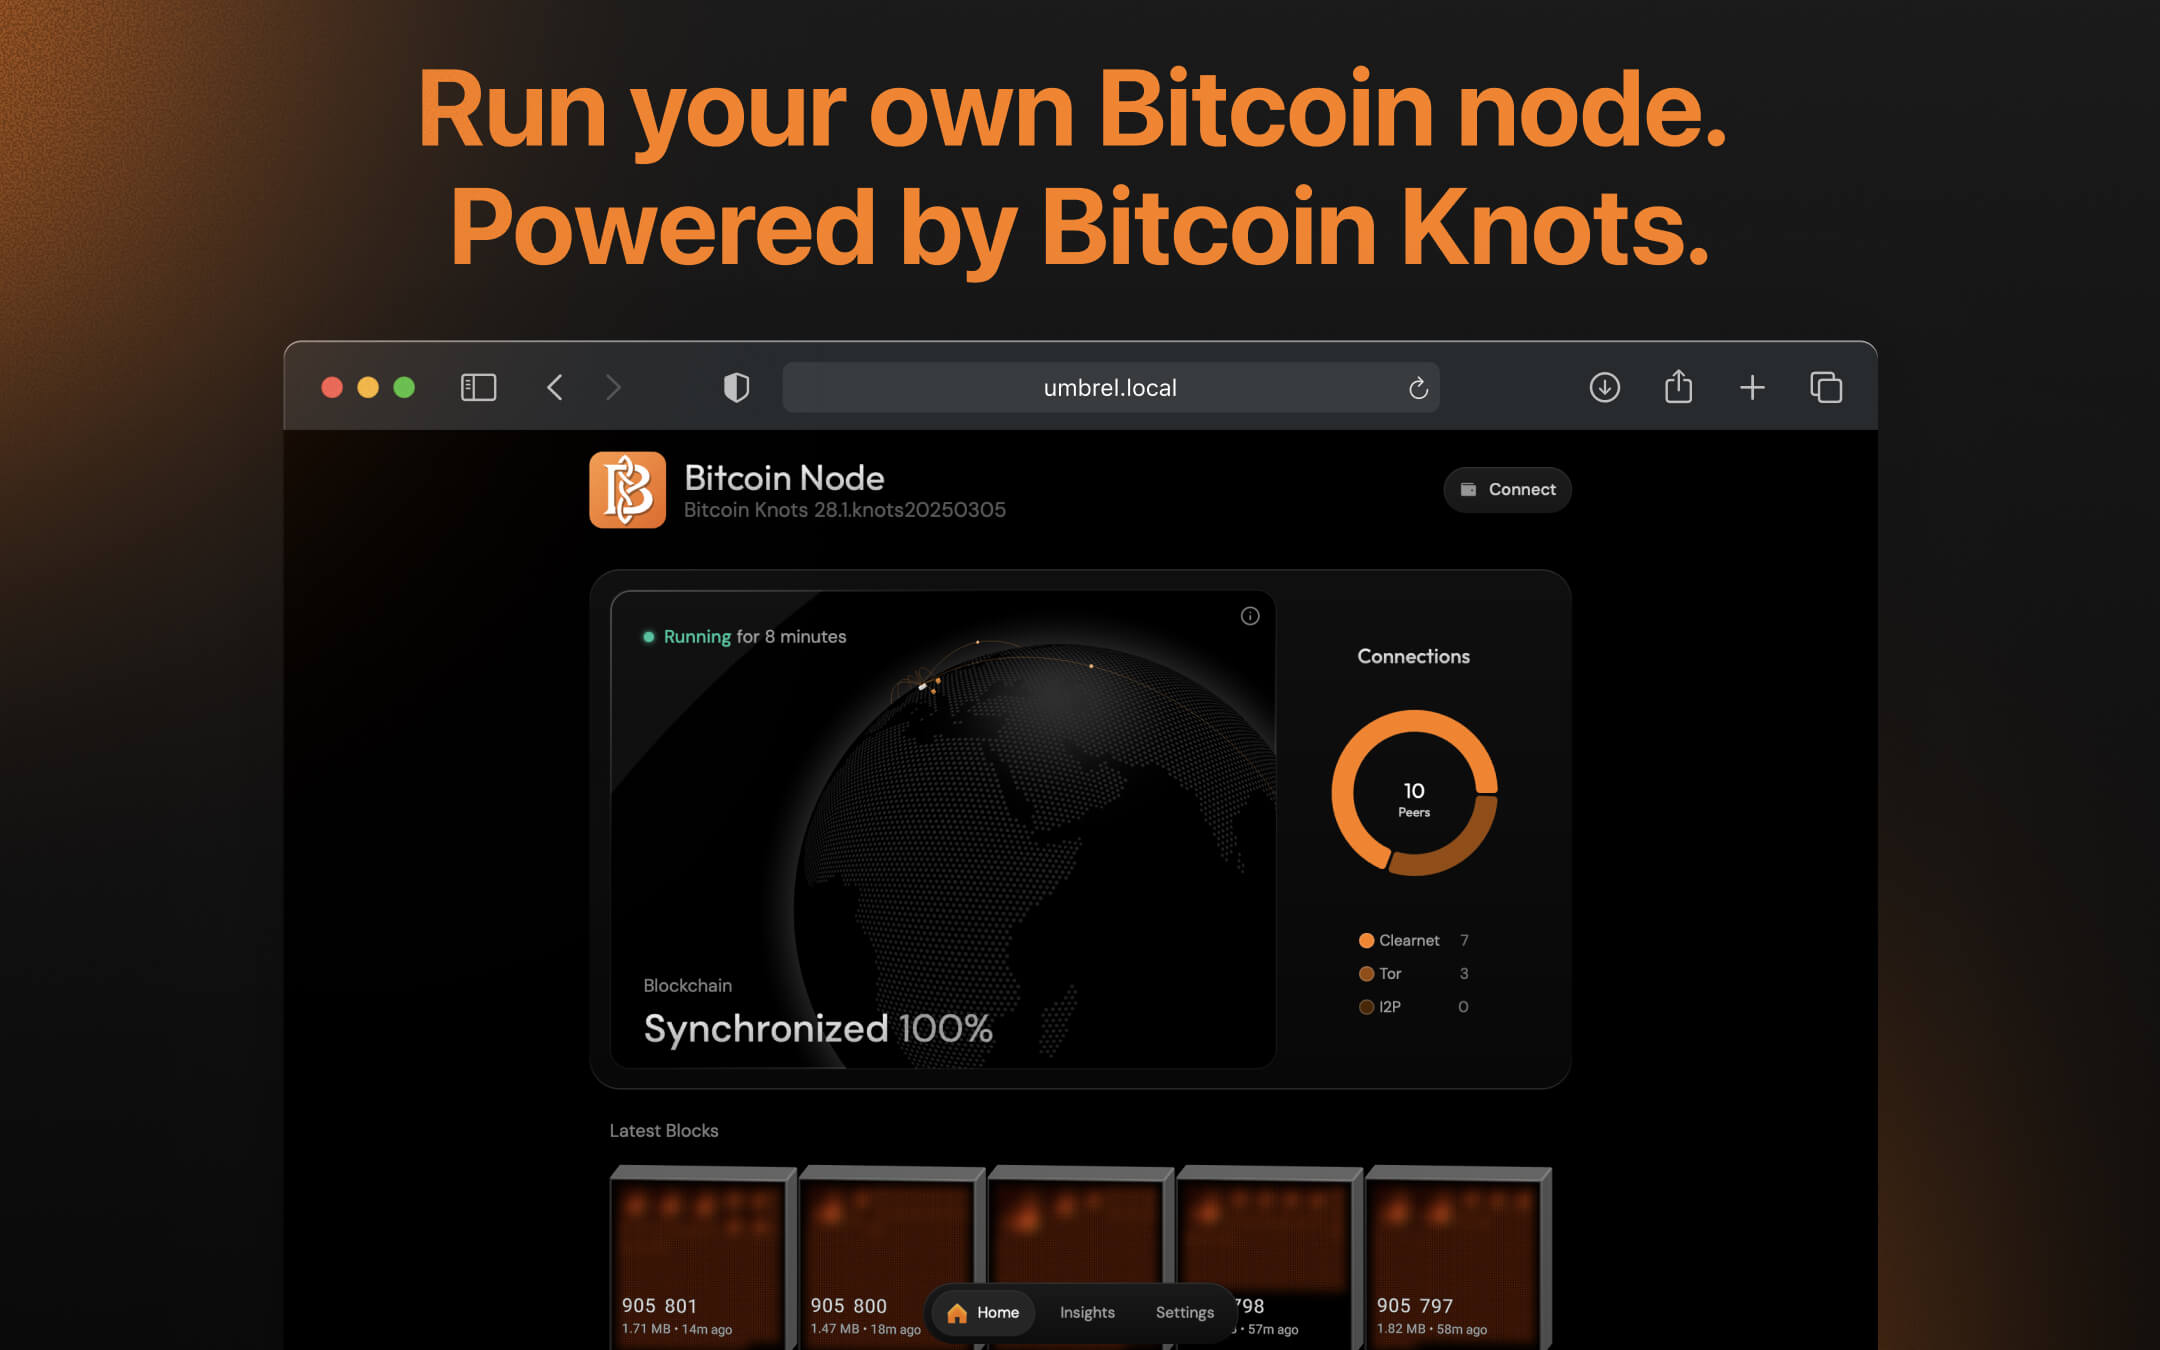 Run your own Bitcoin node.
Powered by Bitcoin Knots.
umbrel.local
Bitcoin Node
Bitcoin Knots 28.1.knots20250305
Connect
Running for 8 minutes
Connections
10
Peers
Clearnet 7
Tor 3
I2P 0
Blockchain
Synchronized 100%
Latest Blocks
905 801
1.71 MB • 14m ago
905 800
1.47 MB • 18m ago
798
• 57m ago
905 797
1.82 MB • 58m ago
Home
Insights
Settings